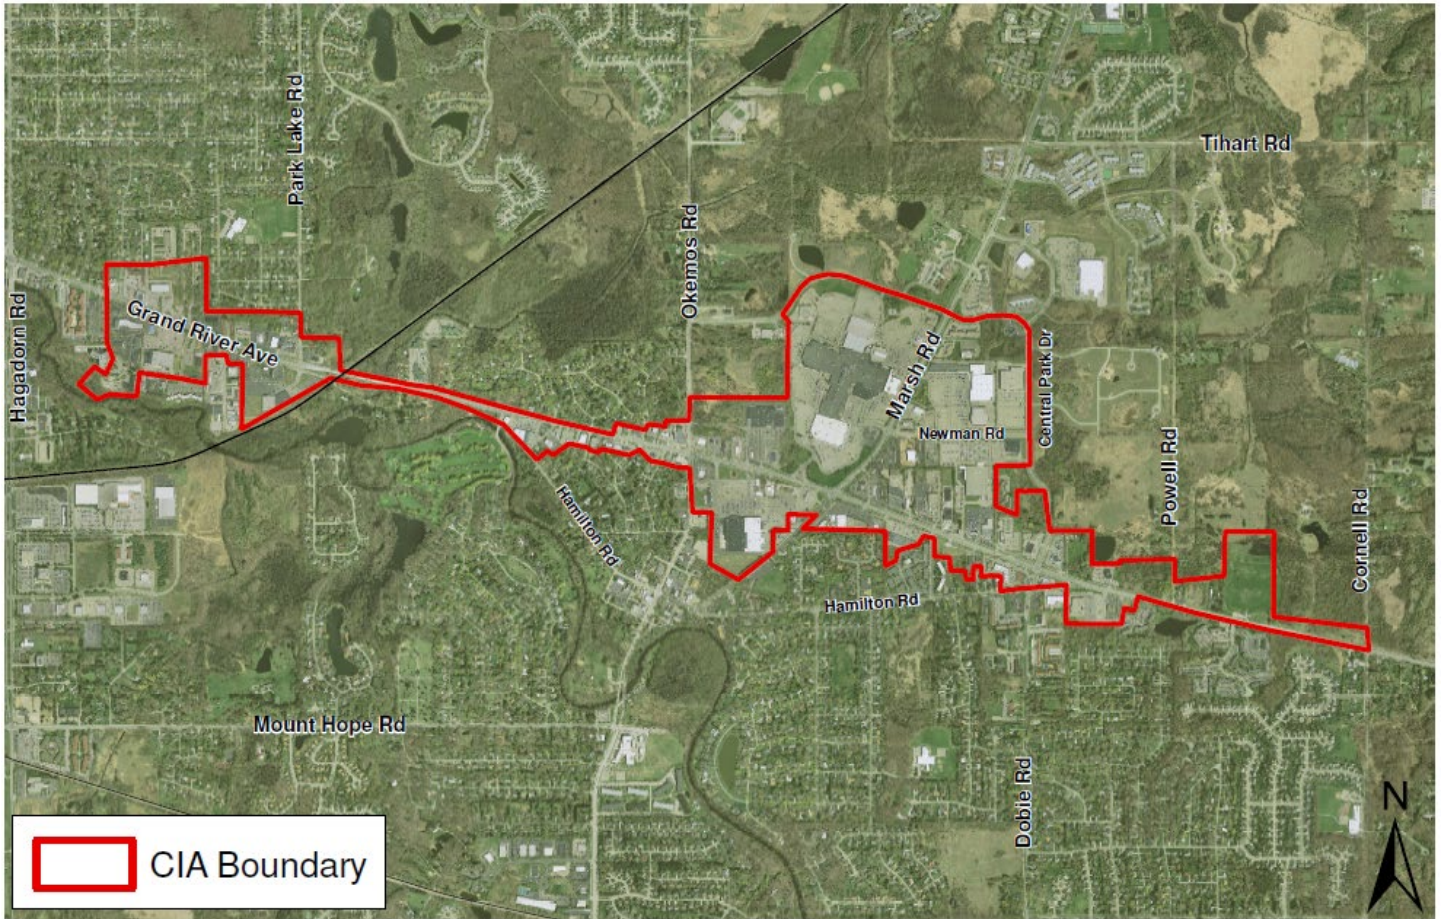 Park Lake Rd
Tihart Rd
Okemos Rd
Hagadorn Rd
Grand River Ave
Marsh Rd
Central Park Dr
Newman Rd
Powell Rd
Cornell Rd
Hamilton Rd
Hamilton Rd
Mount Hope Rd
Dobie Rd
N
CIA Boundary